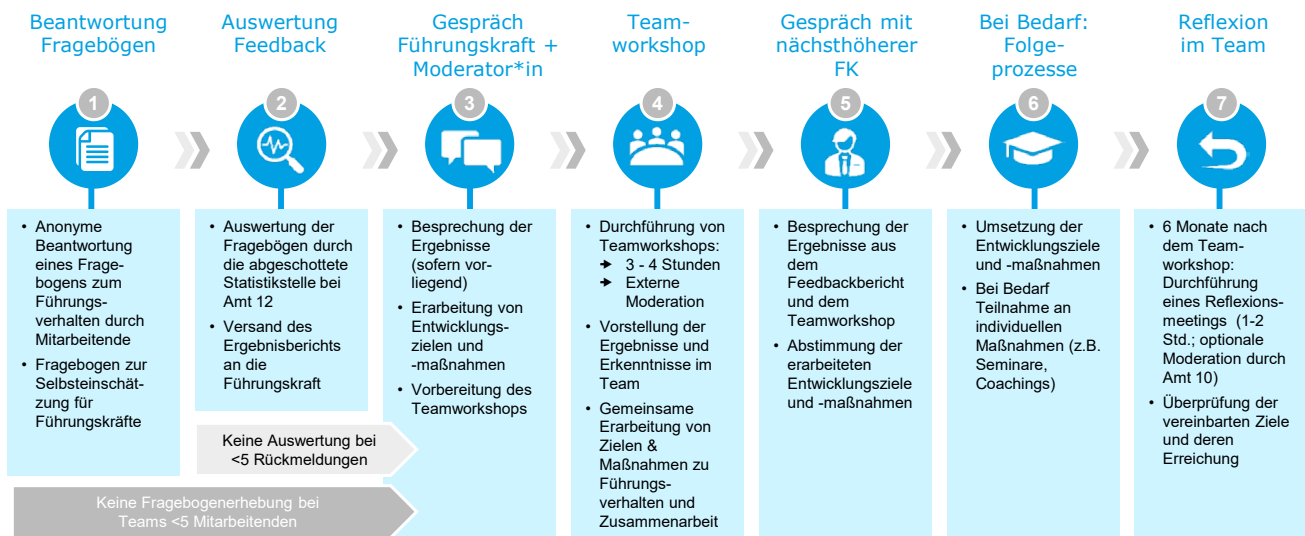 Beantwortung
Fragebögen
1
• Anonyme
Beantwortung
eines Frage-
bogens zum
Führungs-
verhalten durch
Mitarbeitende
• Fragebogen zur
Selbsteinschät-
zung für
Führungskräfte
Auswertung
Feedback
2
• Auswertung der
Fragebögen durch
die abgeschottete
Statistikstelle bei
Amt 12
• Versand des
Ergebnisberichts
an die
Führungskraft
Keine Auswertung bei
<5 Rückmeldungen
Keine Fragebogenerhebung bei
Teams <5 Mitarbeitenden
Gespräch
Führungskraft +
Moderator*in
3
• Besprechung der
Ergebnisse
(sofern vor-
liegend)
• Erarbeitung von
Entwicklungs-
zielen und
-maßnahmen
• Vorbereitung des
Teamworkshops
Team-
workshop
4
• Durchführung von
Teamworkshops:
➔ 3 - 4 Stunden
➔ Externe
Moderation
• Vorstellung der
Ergebnisse und
Erkenntnisse im
Team
• Gemeinsame
Erarbeitung von
Zielen &
Maßnahmen zu
Führungs-
verhalten und
Zusammenarbeit
Gespräch mit
nächsthöherer
FK
5
• Besprechung der
Ergebnisse aus
dem
Feedbackbericht
und dem
Teamworkshop
• Abstimmung der
erarbeiteten
Entwicklungsziele
und -maßnahmen
Bei Bedarf:
Folge-
prozesse
6
• Umsetzung der
Entwicklungsziele
und -maßnahmen
• Bei Bedarf
Teilnahme an
individuellen
Maßnahmen (z.B.
Seminare,
Coachings)
Reflexion
im Team
7
• 6 Monate nach
dem Team-
workshop:
Durchführung
eines Reflexions-
meetings (1-2
Std.; optionale
Moderation durch
Amt 10)
• Überprüfung der
vereinbarten Ziele
und deren
Erreichung